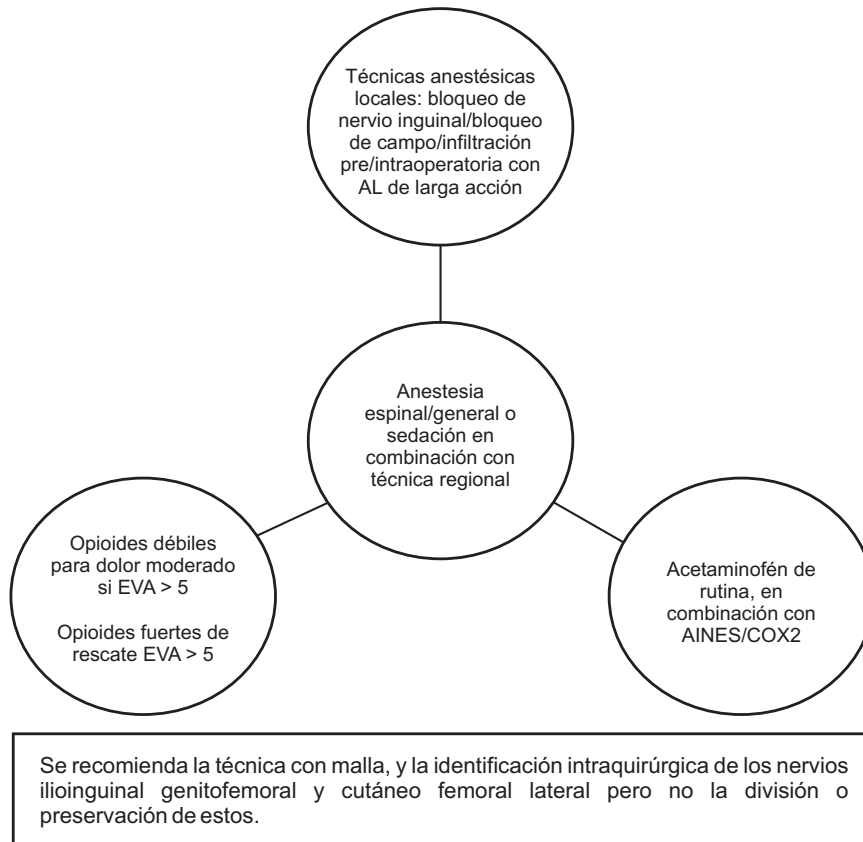 Técnicas anestésicas
locales: bloqueo de
nervio inguinal/bloqueo
de campo/infiltración
pre/intraoperatoria con
AL de larga acción
Anestesia
espinal/general o
sedación en
combinación con
técnica regional
Opioides débiles
para dolor moderado
si EVA > 5
Opioides fuertes de
rescate EVA > 5
Acetaminofén de
rutina, en
combinación con
AINES/COX2
Se recomienda la técnica con malla, y la identificación intraquirúrgica de los nervios
ilioinguinal genitofemoral y cutáneo femoral lateral pero no la división o
preservación de estos.